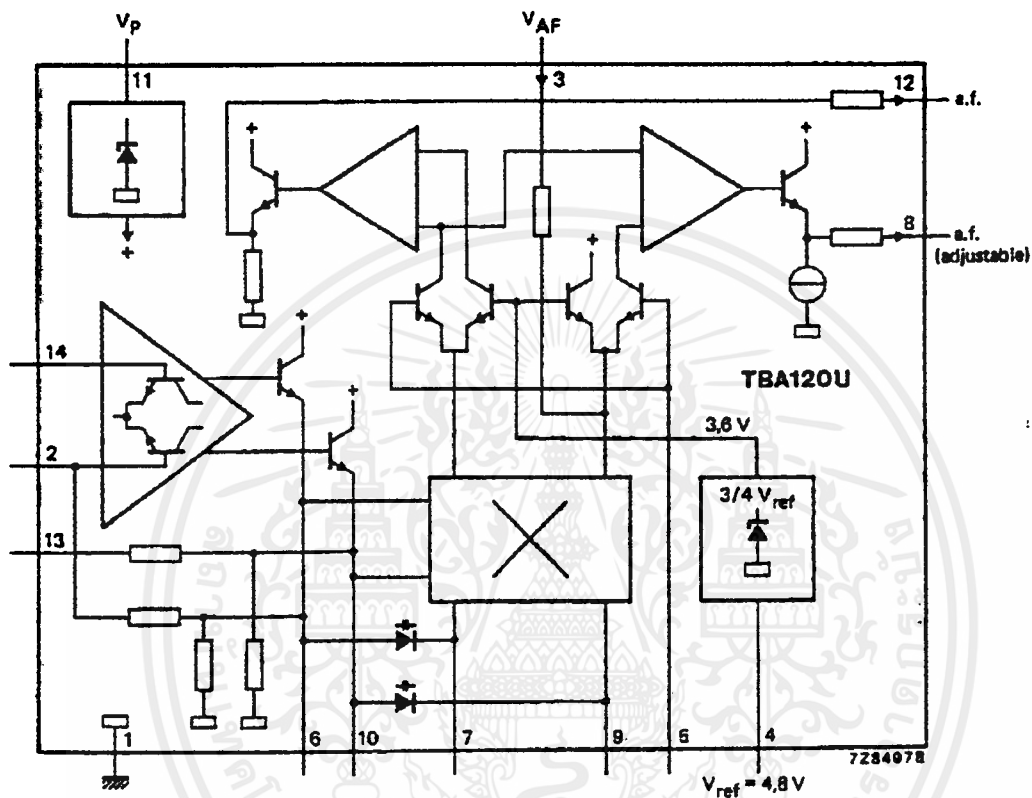 Vp
VAF
11
3
12
a.f.
+
+
+
8
a.f.
(adjustable)
+
14
+
TBA120U
3,6 V
2
3/4 Vref
13
1
6
10
7
9
5
4
7Z84978
Vref = 4,8 V